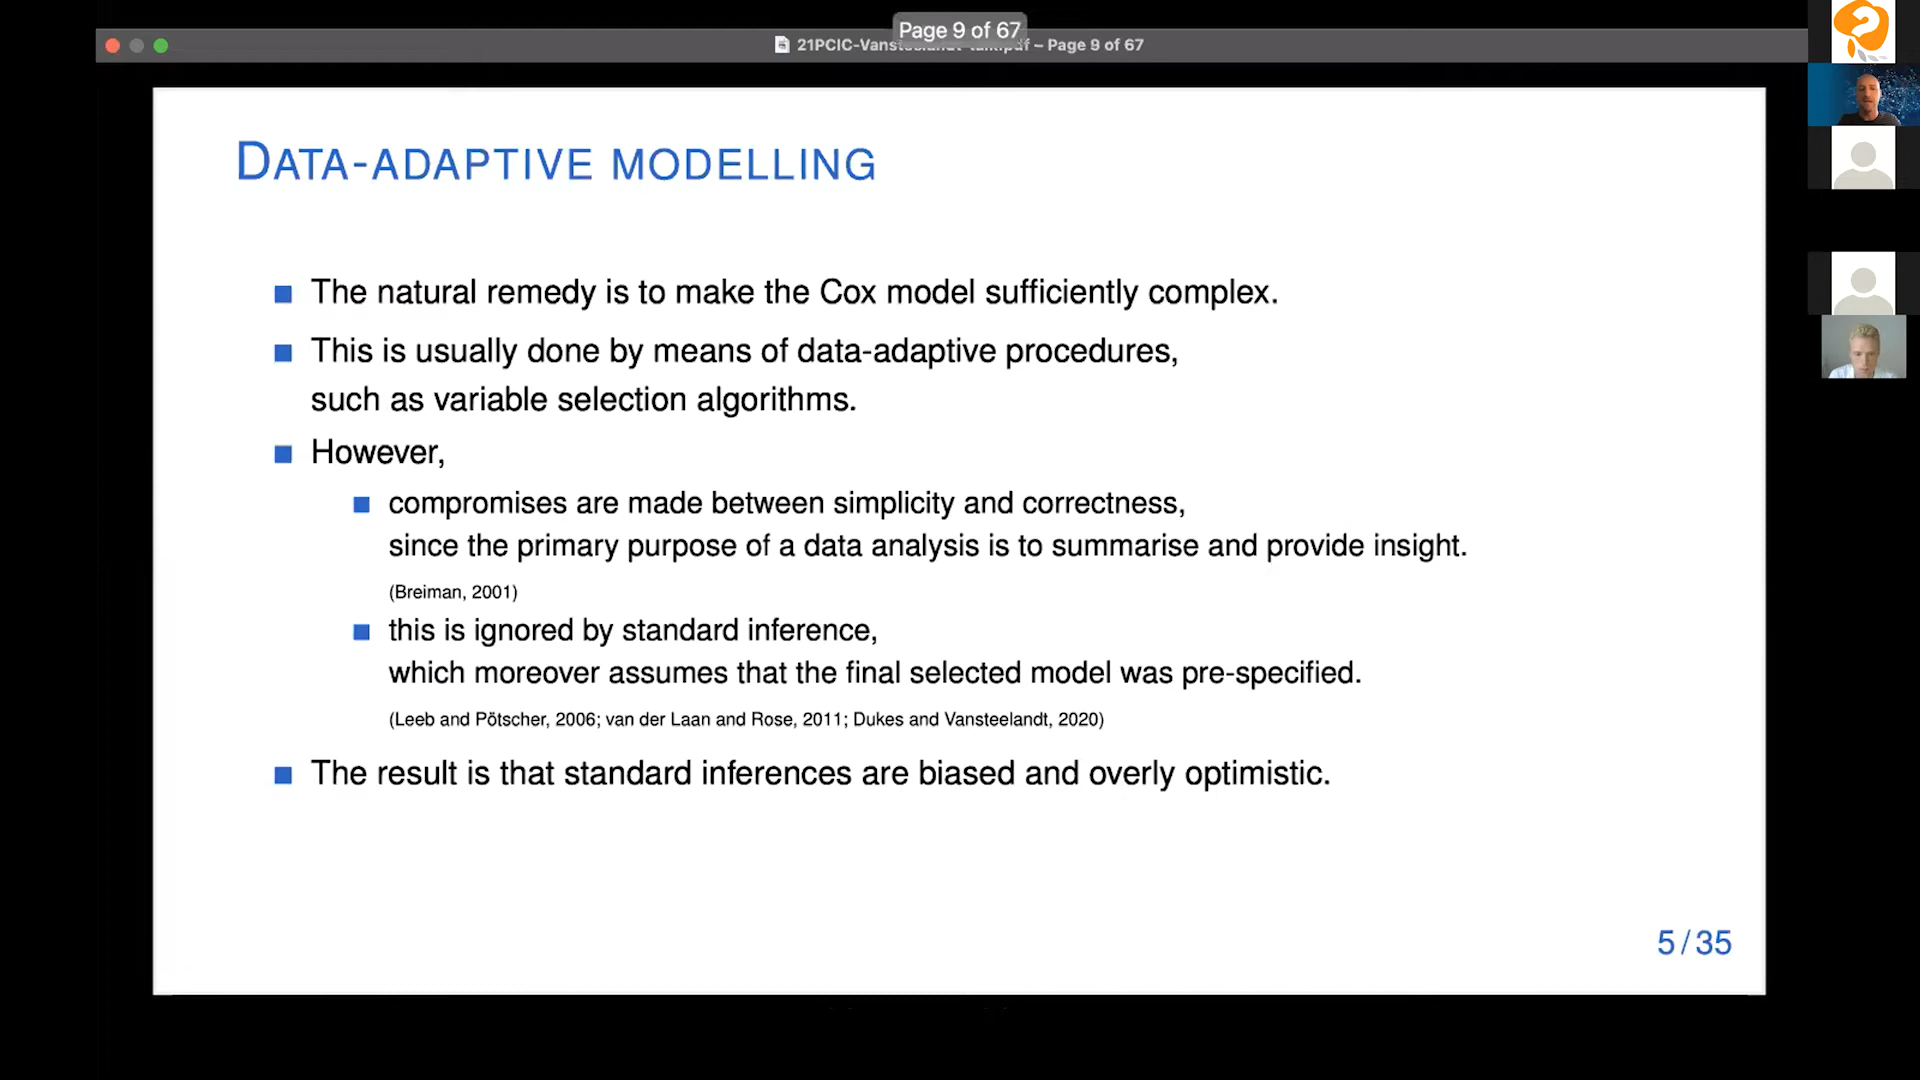 Page 9 of 67
21PCIC-Vansteelandt-talk.pdf – Page 9 of 67
DATA-ADAPTIVE MODELLING
The natural remedy is to make the Cox model sufficiently complex.
This is usually done by means of data-adaptive procedures,
such as variable selection algorithms.
However,
compromises are made between simplicity and correctness,
since the primary purpose of a data analysis is to summarise and provide insight.
(Breiman, 2001)
this is ignored by standard inference,
which moreover assumes that the final selected model was pre-specified.
(Leeb and Pötscher, 2006; van der Laan and Rose, 2011; Dukes and Vansteelandt, 2020)
The result is that standard inferences are biased and overly optimistic.
5/35